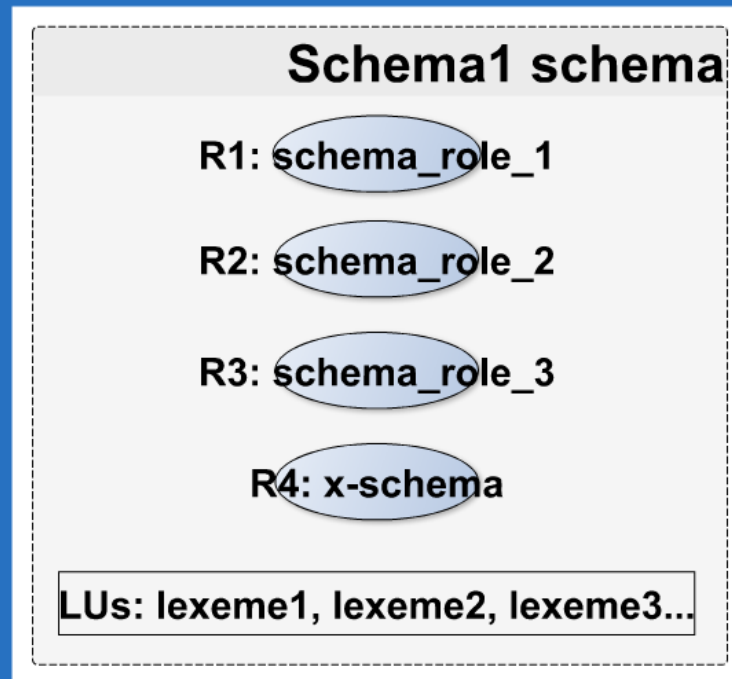 Schema1 schema
R1: schema_role_1
R2: schema_role_2
R3: schema_role_3
R4: x-schema
LUs: lexeme1, lexeme2, lexeme3...